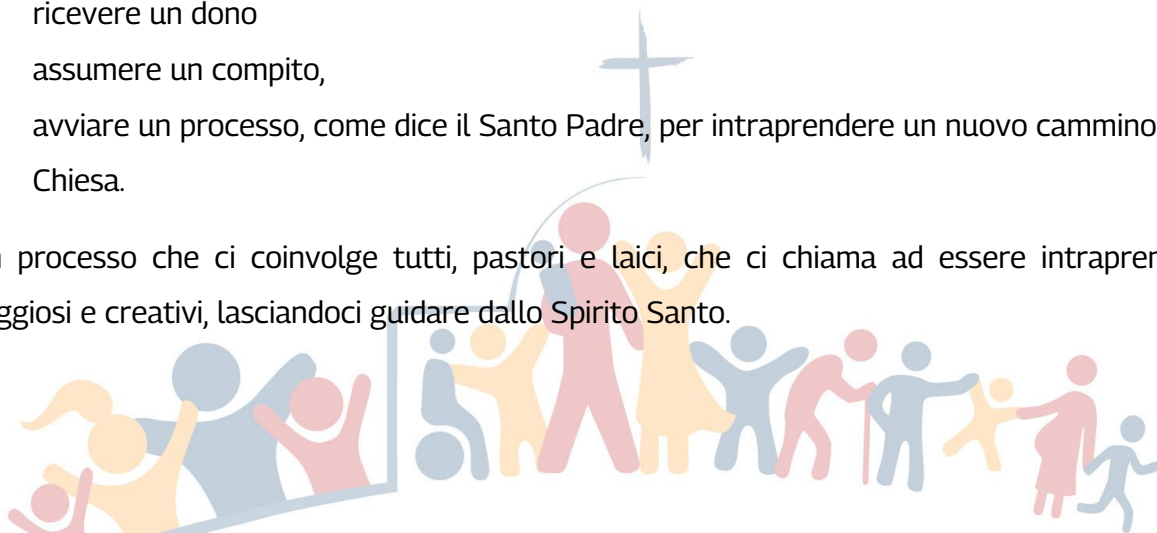 ricevere un dono
assumere un compito,
avviare un processo, come dice il Santo Padre, per intraprendere un nuovo cammino
Chiesa.
processo che ci coinvolge tutti, pastori e laici, che ci chiama ad essere
e creativi, lasciandoci guidare dallo Spirito Santo.